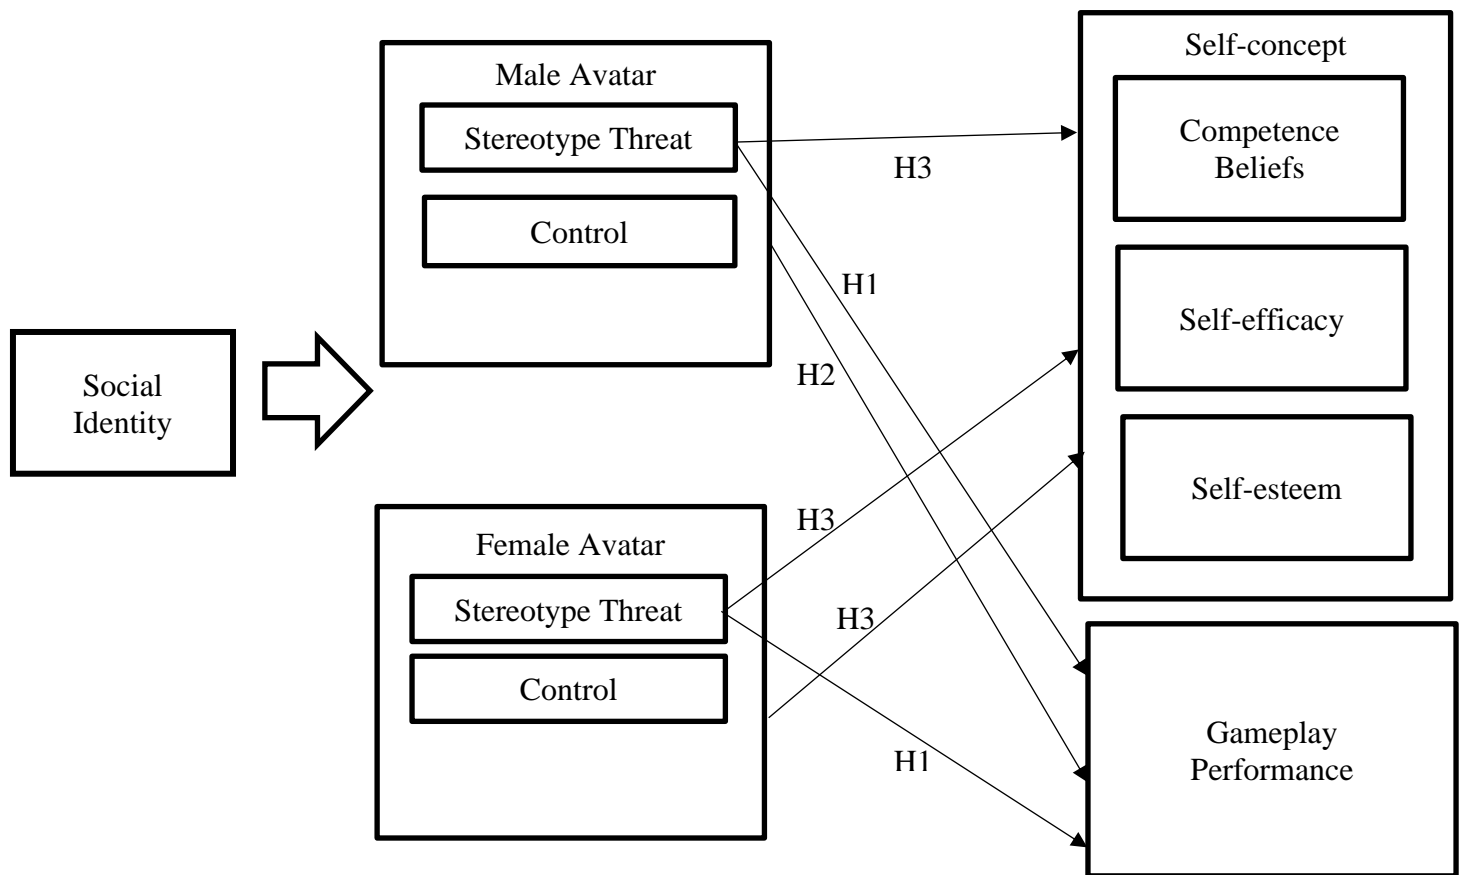 Social
Identity
Male Avatar
Stereotype Threat
Control
Female Avatar
Stereotype Threat
Control
H3
H1
H2
H3
H3
H1
Self-concept
Competence
Beliefs
Self-efficacy
Self-esteem
Gameplay
Performance